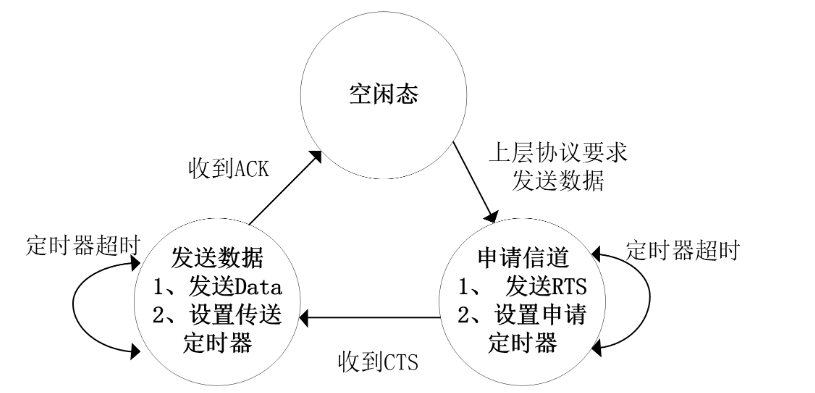 空闲态
收到ACK
上层协议要求
发送数据
定时器超时
发送数据
1、发送Data
2、设置传送
定时器
申请信道
1、 发送RTS
2、设置申请
定时器
定时器超时
收到CTS